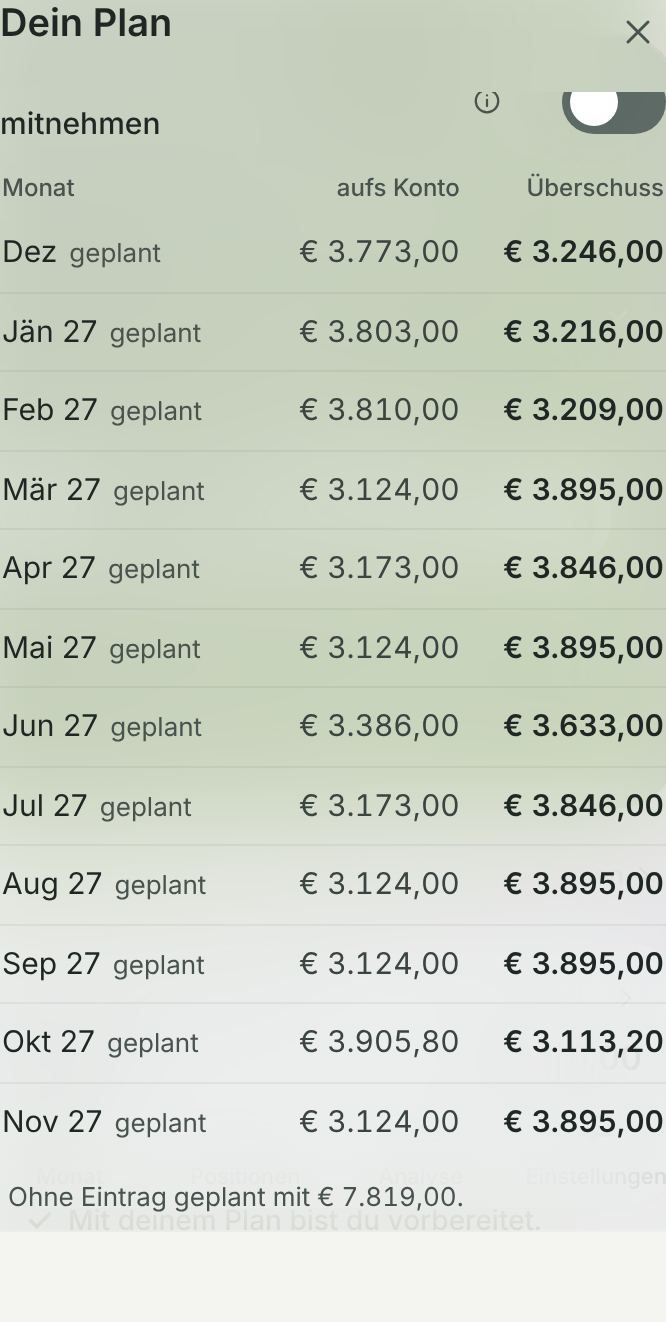 Dein Plan
mitnehmen
Monat aufs Konto Überschuss
Dez geplant € 3.773,00 € 3.246,00
Jän 27 geplant € 3.803,00 € 3.216,00
Feb 27 geplant € 3.810,00 € 3.209,00
Mär 27 geplant € 3.124,00 € 3.895,00
Apr 27 geplant € 3.173,00 € 3.846,00
Mai 27 geplant € 3.124,00 € 3.895,00
Jun 27 geplant € 3.386,00 € 3.633,00
Jul 27 geplant € 3.173,00 € 3.846,00
Aug 27 geplant € 3.124,00 € 3.895,00
Sep 27 geplant € 3.124,00 € 3.895,00
Okt 27 geplant € 3.905,80 € 3.113,20
Nov 27 geplant € 3.124,00 € 3.895,00
Monat Positionen Analyse Einstellungen
Ohne Eintrag geplant mit € 7.819,00.
Mit deinem Plan bist du vorbereitet.